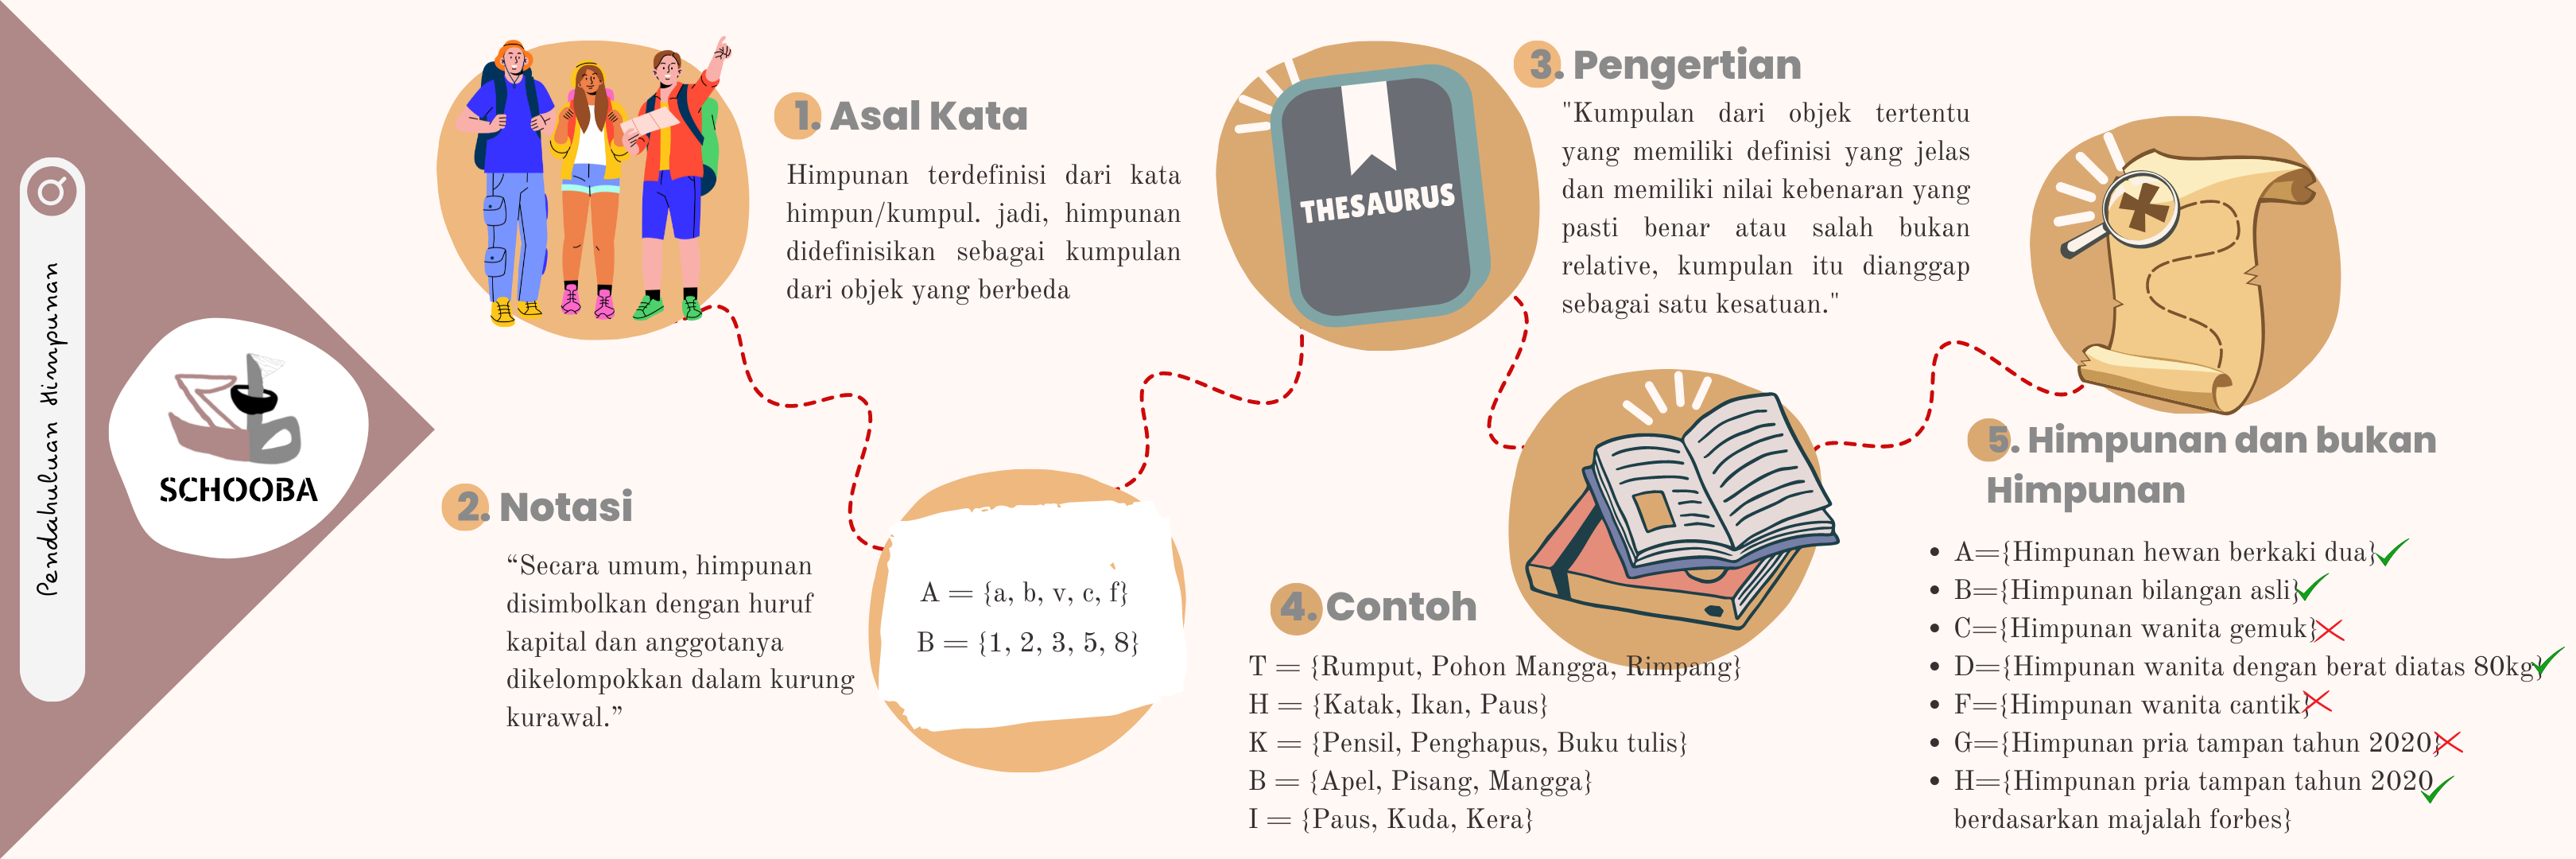 Pendahuluan Himpunan
SCHOOBA
1. Asal Kata
Himpunan terdefinisi dari kata
himpun/kumpul. jadi, himpunan
didefinisikan sebagai kumpulan
dari objek yang berbeda
2. Notasi
“Secara umum, himpunan
disimbolkan dengan huruf
kapital dan anggotanya
dikelompokkan dalam kurung
kurawal.”
A = {a, b, v, c, f}
B = {1, 2, 3, 5, 8}
THESAURUS
3. Pengertian
"Kumpulan dari objek tertentu
yang memiliki definisi yang jelas
dan memiliki nilai kebenaran yang
pasti benar atau salah bukan
relative, kumpulan itu dianggap
sebagai satu kesatuan."
4. Contoh
T = {Rumput, Pohon Mangga, Rimpang}
H = {Katak, Ikan, Paus}
K = {Pensil, Penghapus, Buku tulis}
B = {Apel, Pisang, Mangga}
I = {Paus, Kuda, Kera}
5. Himpunan dan bukan
Himpunan
• A={Himpunan hewan berkaki dua}
• B={Himpunan bilangan asli}
• C={Himpunan wanita gemuk}
• D={Himpunan wanita dengan berat diatas 80kg}
• F={Himpunan wanita cantik}
• G={Himpunan pria tampan tahun 2020}
• H={Himpunan pria tampan tahun 2020
berdasarkan majalah forbes}